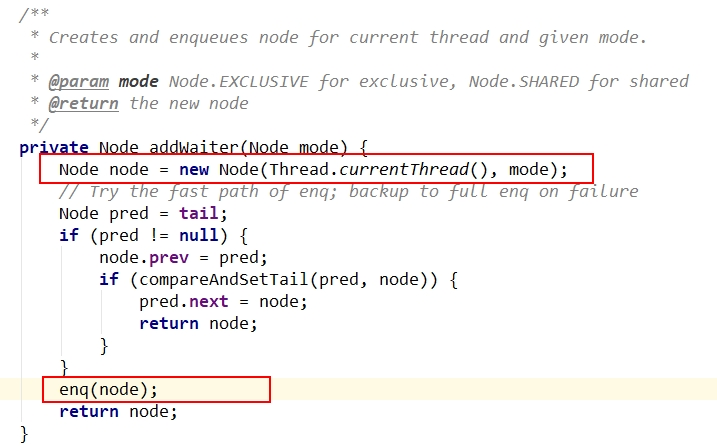 /**
 * Creates and enqueues node for current thread and given mode.
 *
 * @param mode Node.EXCLUSIVE for exclusive, Node.SHARED for shared
 * @return the new node
 */
private Node addWaiter(Node mode) {
    Node node = new Node(Thread.currentThread(), mode);
    // Try the fast path of enq; backup to full enq on failure
    Node pred = tail;
    if (pred != null) {
        node.prev = pred;
        if (compareAndSetTail(pred, node)) {
            pred.next = node;
            return node;
        }
    }
    enq(node);
    return node;
}